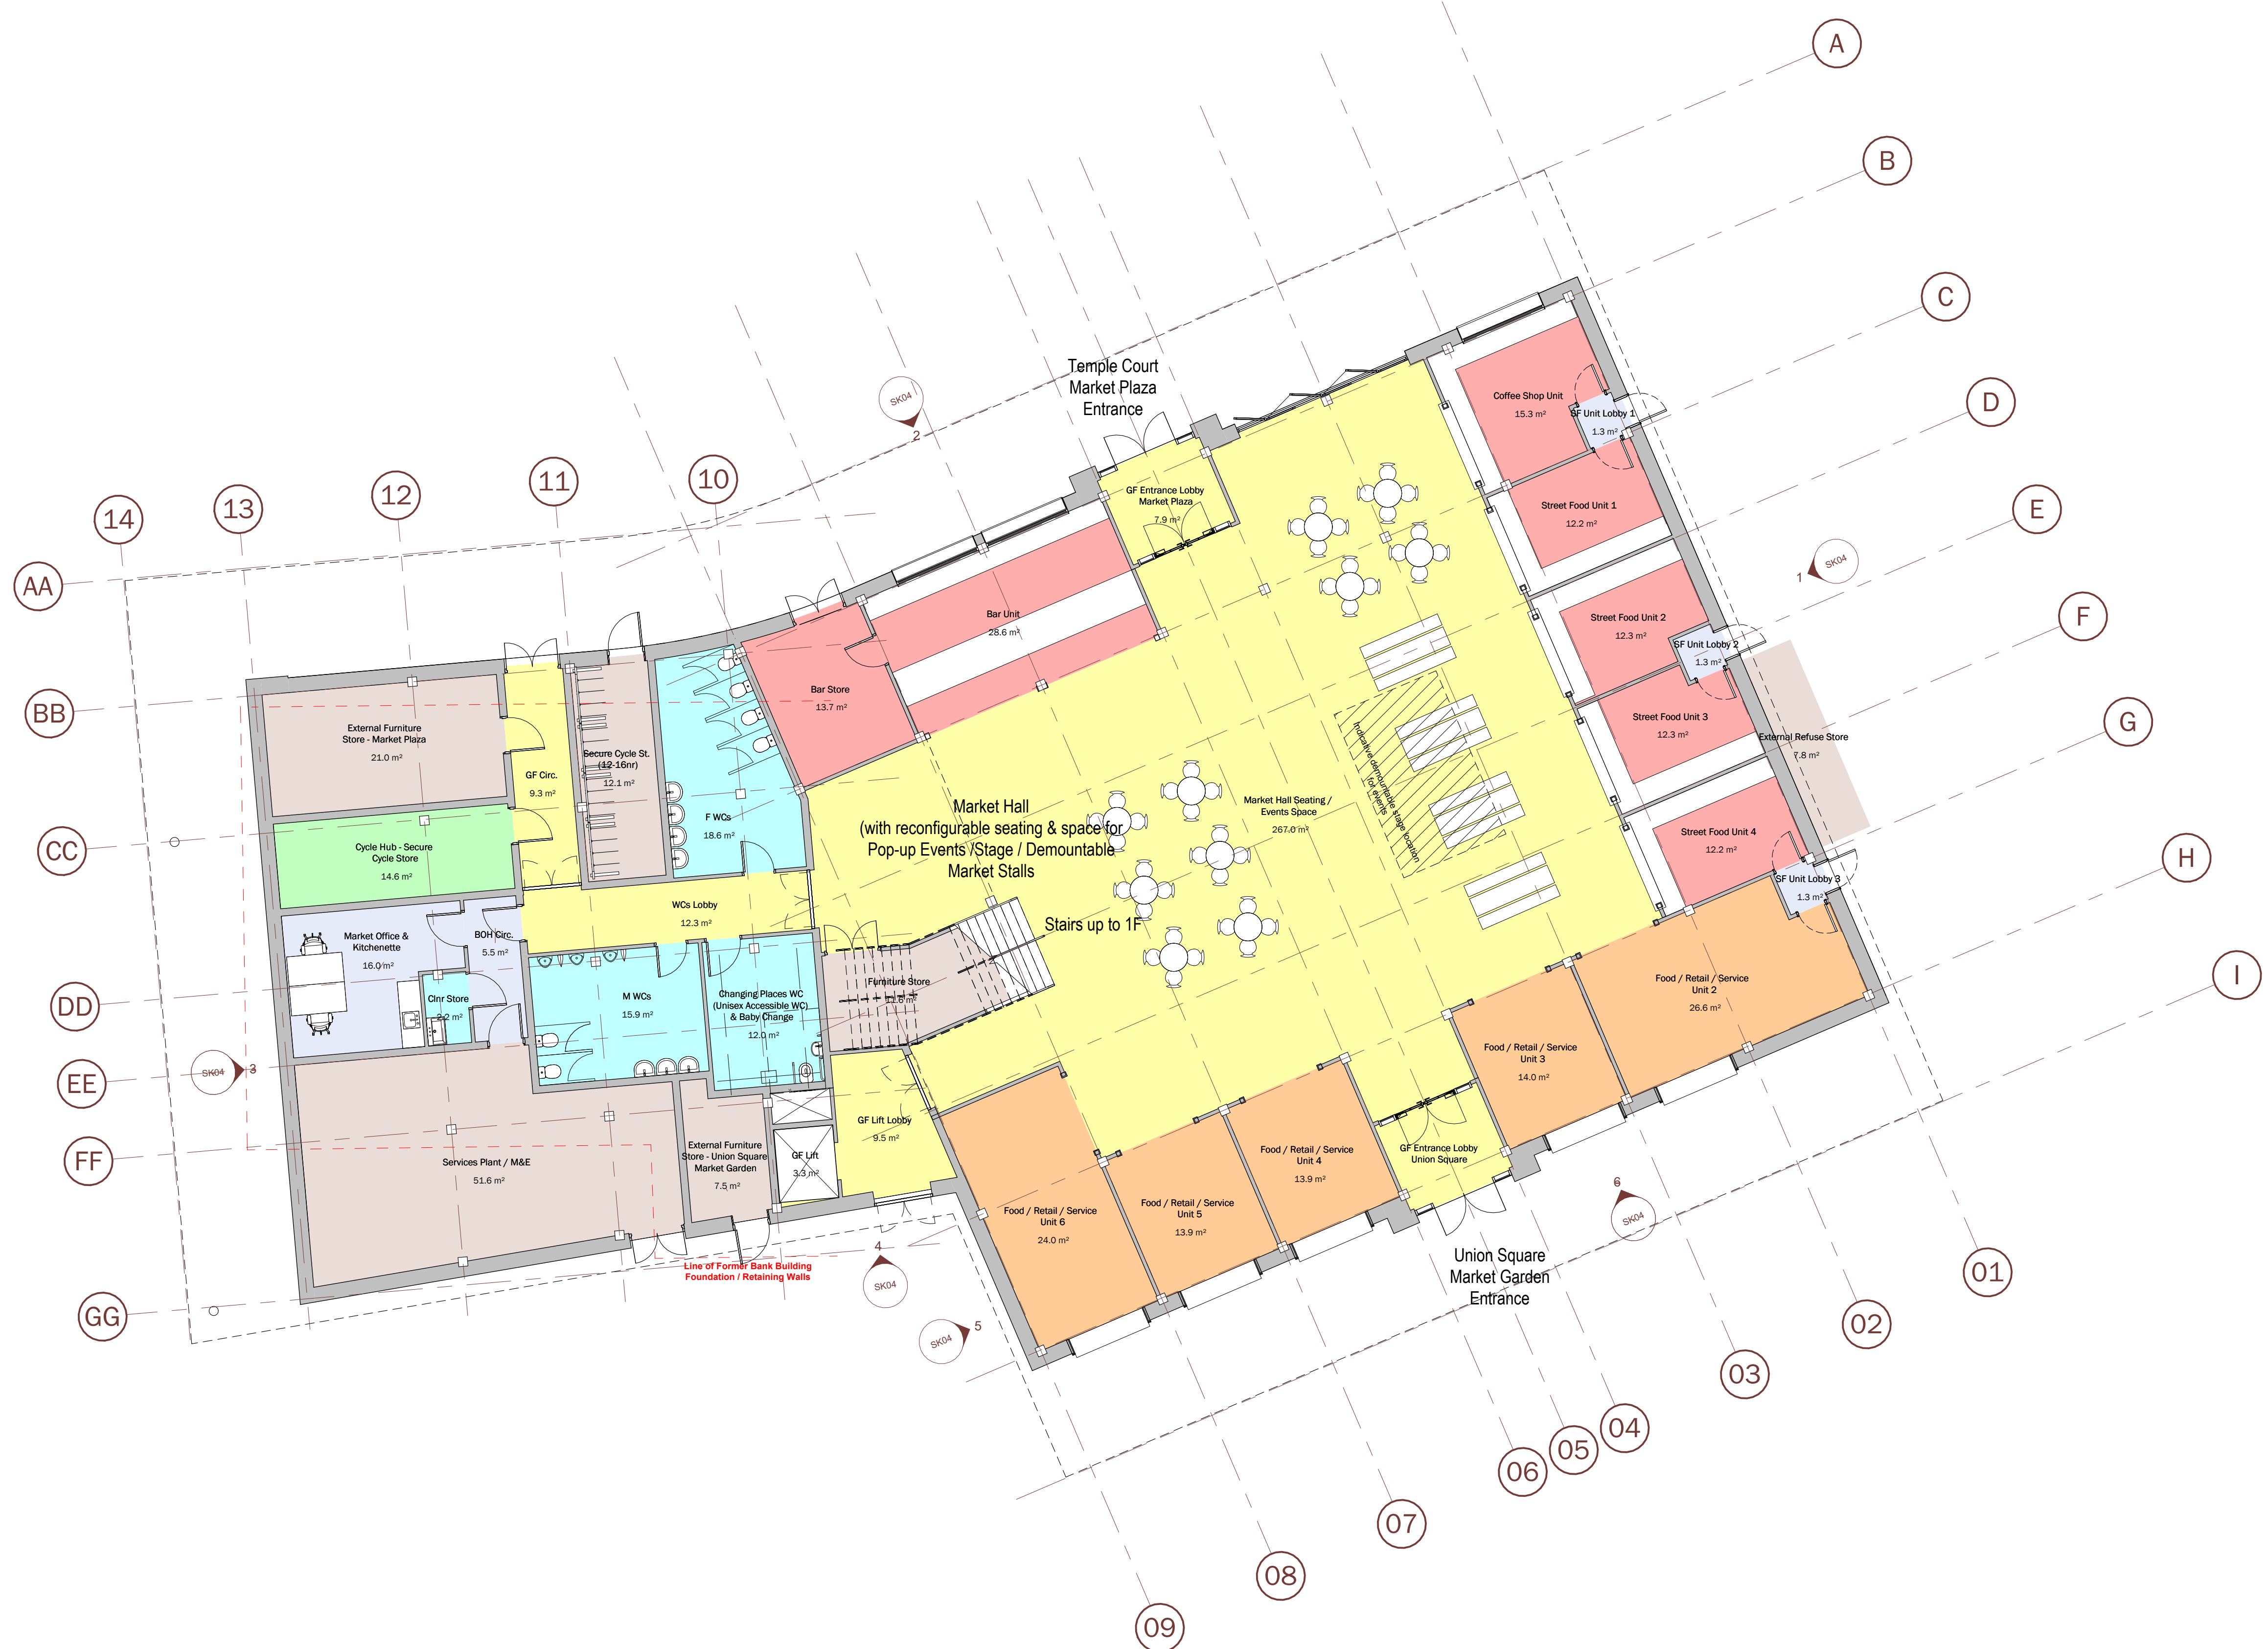 A
B
C
D
E
F
G
H
I
14
13
12
11
10
AA
BB
CC
DD
EE
FF
GG
09
08
07
06
05
04
03
02
01
Temple Court
Market Plaza
Entrance
SK04
2
SK04
1
SK04
3
SK04
4
SK04
5
SK04
6
GF Entrance Lobby
Market Plaza
7.9 m²
Coffee Shop Unit
15.3 m²
SF Unit Lobby 1
1.3 m²
Street Food Unit 1
12.2 m²
Street Food Unit 2
12.3 m²
SF Unit Lobby 2
1.3 m²
Street Food Unit 3
12.3 m²
External Refuse Store
7.8 m²
Street Food Unit 4
12.2 m²
SF Unit Lobby 3
1.3 m²
Bar Unit
28.6 m²
Bar Store
13.7 m²
External Furniture
Store - Market Plaza
21.0 m²
GF Circ.
9.3 m²
Secure Cycle St.
(12-16nr)
12.1 m²
F WCs
18.6 m²
Cycle Hub - Secure
Cycle Store
14.6 m²
WCs Lobby
12.3 m²
Market Office &
Kitchenette
16.0 m²
BOH Circ.
5.5 m²
Clnr Store
2.2 m²
M WCs
15.9 m²
Changing Places WC
(Unisex Accessible WC)
& Baby Change
12.0 m²
Furniture Store
11.6 m²
Market Hall
(with reconfigurable seating & space for
Pop-up Events /Stage / Demountable
Market Stalls
Stairs up to 1F
Market Hall Seating /
Events Space
267.0 m²
Indicative demountable stage location
for events
Services Plant / M&E
51.6 m²
External Furniture
Store - Union Square
Market Garden
7.5 m²
GF Lift
3.3 m²
GF Lift Lobby
9.5 m²
Food / Retail / Service
Unit 6
24.0 m²
Food / Retail / Service
Unit 5
13.9 m²
Food / Retail / Service
Unit 4
13.9 m²
GF Entrance Lobby
Union Square
Food / Retail / Service
Unit 3
14.0 m²
Food / Retail / Service
Unit 2
26.6 m²
Line of Former Bank Building
Foundation / Retaining Walls
Union Square
Market Garden
Entrance